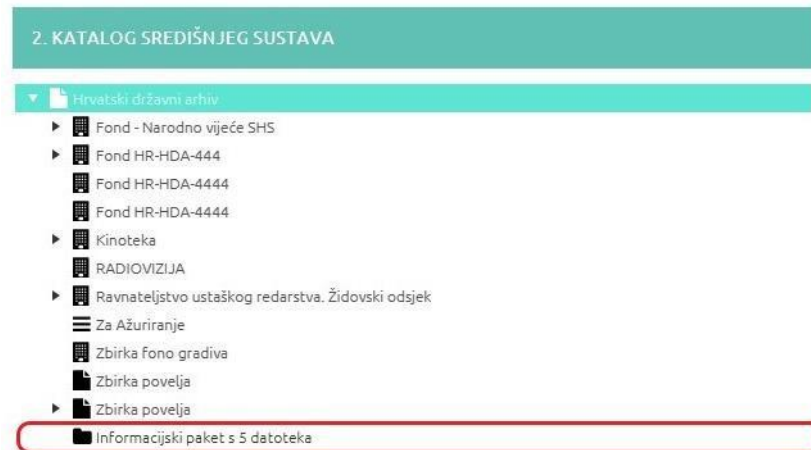 2. KATALOG SREDIŠNJEG SUSTAVA
Hrvatski državni arhiv
Fond - Narodno vijeće SHS
Fond HR-HDA-444
Fond HR-HDA-4444
Fond HR-HDA-4444
Kinoteka
RADIOVIZIJA
Ravnateljstvo ustaškog redarstva. Židovski odsjek
Za Ažuriranje
Zbirka fono gradiva
Zbirka povelja
Zbirka povelja
Informacijski paket s 5 datoteka